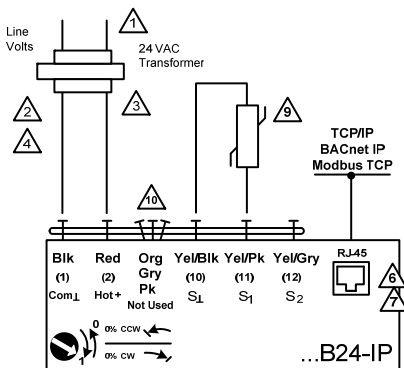 Line
Volts
1
24 VAC
Transformer
2
3
4
9
TCP/IP
BACnet IP
Modbus TCP
10
Blk
(1)
Com⊥
Red
(2)
Hot+
Org
Gry
Pk
Not Used
Yel/Blk
(10)
S⊥
Yel/Pk
(11)
S1
Yel/Gry
(12)
S2
RJ-45
6
7
0
1
0% CCW
0% CW
...B24-IP